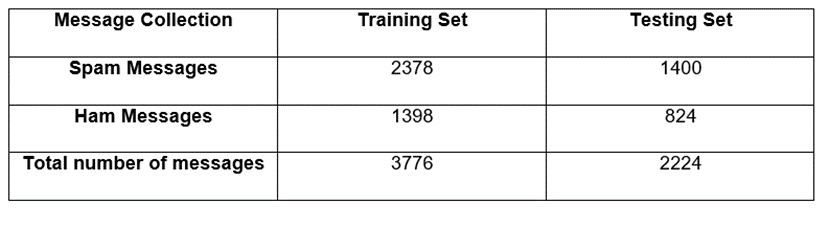 Message Collection Training Set Testing Set
Spam Messages 2378 1400
Ham Messages 1398 824
Total number of messages 3776 2224